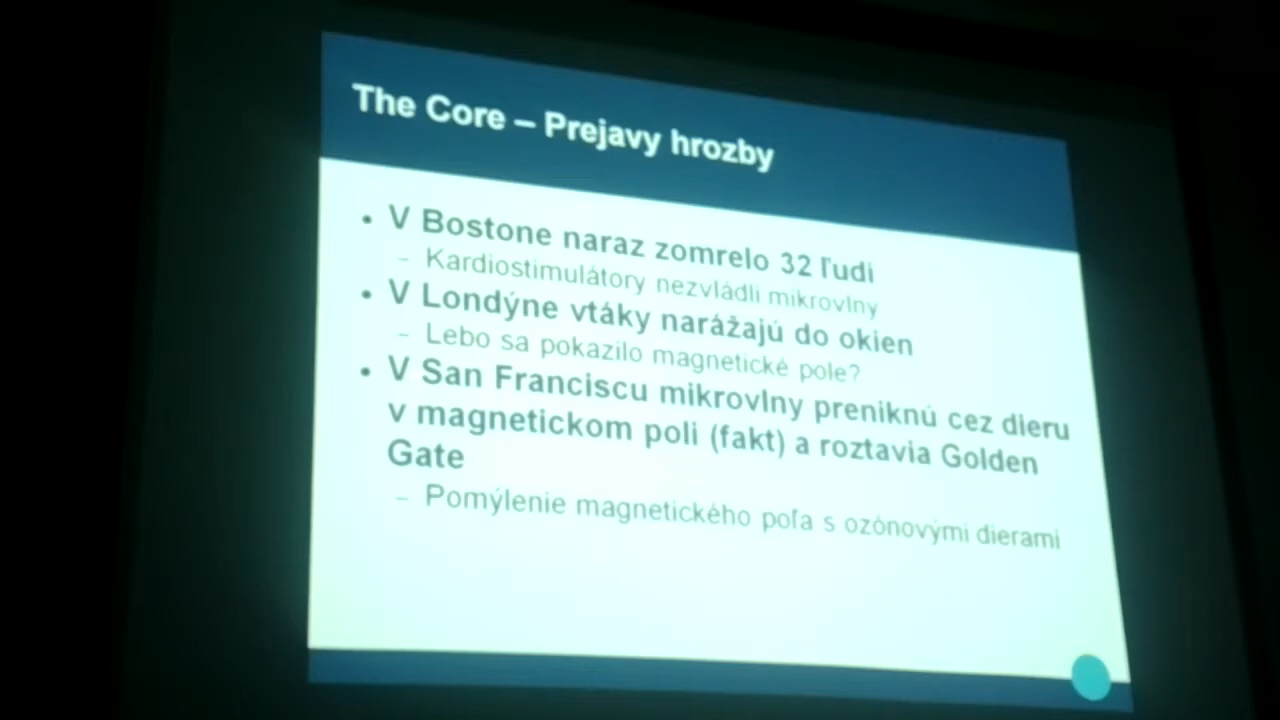 The Core – Prejavy hrozby
• V Bostone naraz zomrelo 32 ľudí
– Kardiostimulátory nezvládli mikrovlny
• V Londýne vtáky narážajú do okien
– Lebo sa pokazilo magnetické pole?
• V San Franciscu mikrovlny preniknú cez dieru
v magnetickom poli (fakt) a roztavia Golden
Gate
– Pomýlenie magnetického poľa s ozónovými dierami